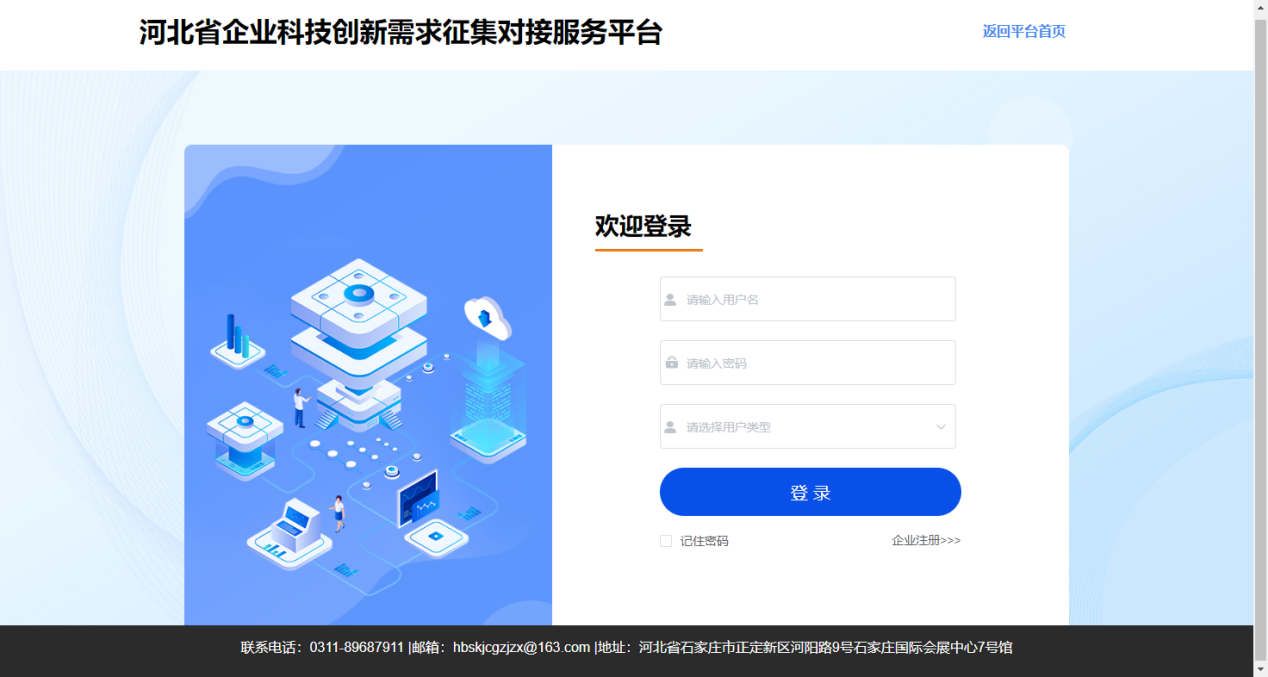 河北省企业科技创新需求征集对接服务平台
返回平台首页
欢迎登录
请输入用户名
请输入密码
请选择用户类型
登 录
记住密码
企业注册>>>
联系电话：0311-89687911 |邮箱：hbskjcgzjzx@163.com |地址：河北省石家庄市正定新区河阳路9号石家庄国际会展中心7号馆